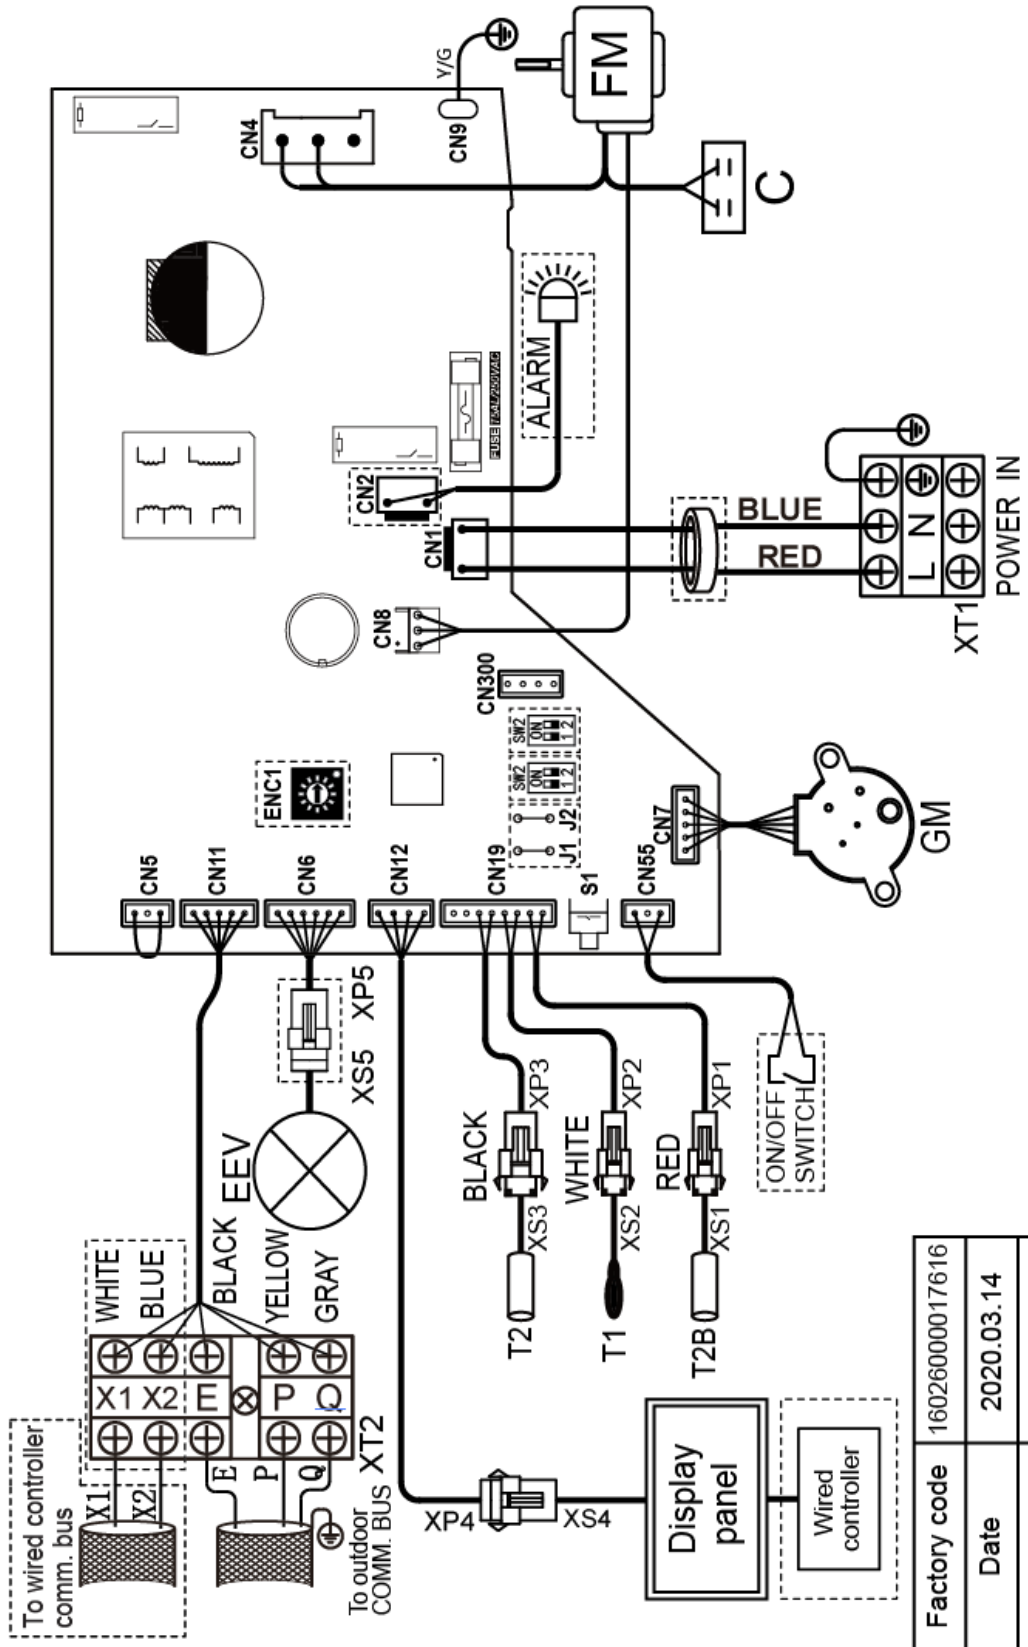 Y/G
FM
CN4
CN9
C
ALARM
FUSE T5AL/250VAC
CN2
CN1
BLUE
RED
L N
POWER IN
XT1
CN8
CN300
SW2
ON
1 2
SW2
ON
1 2
J1
J2
ENC1
CN7
GM
CN5
CN11
CN6
CN12
CN19
S1
CN55
XP5
XS5
EEV
XP3
BLACK
XS3
T2
XP2
WHITE
XS2
T1
XP1
RED
XS1
T2B
ON/OFF
SWITCH
WHITE
BLUE
BLACK
YELLOW
GRAY
X1 X2 E P Q
XT2
X1
X2
E
P
Q
To wired controller
comm. bus
To outdoor
COMM. BUS
XP4
XS4
Display
panel
Wired
controller
Factory code 16026000017616
Date 2020.03.14